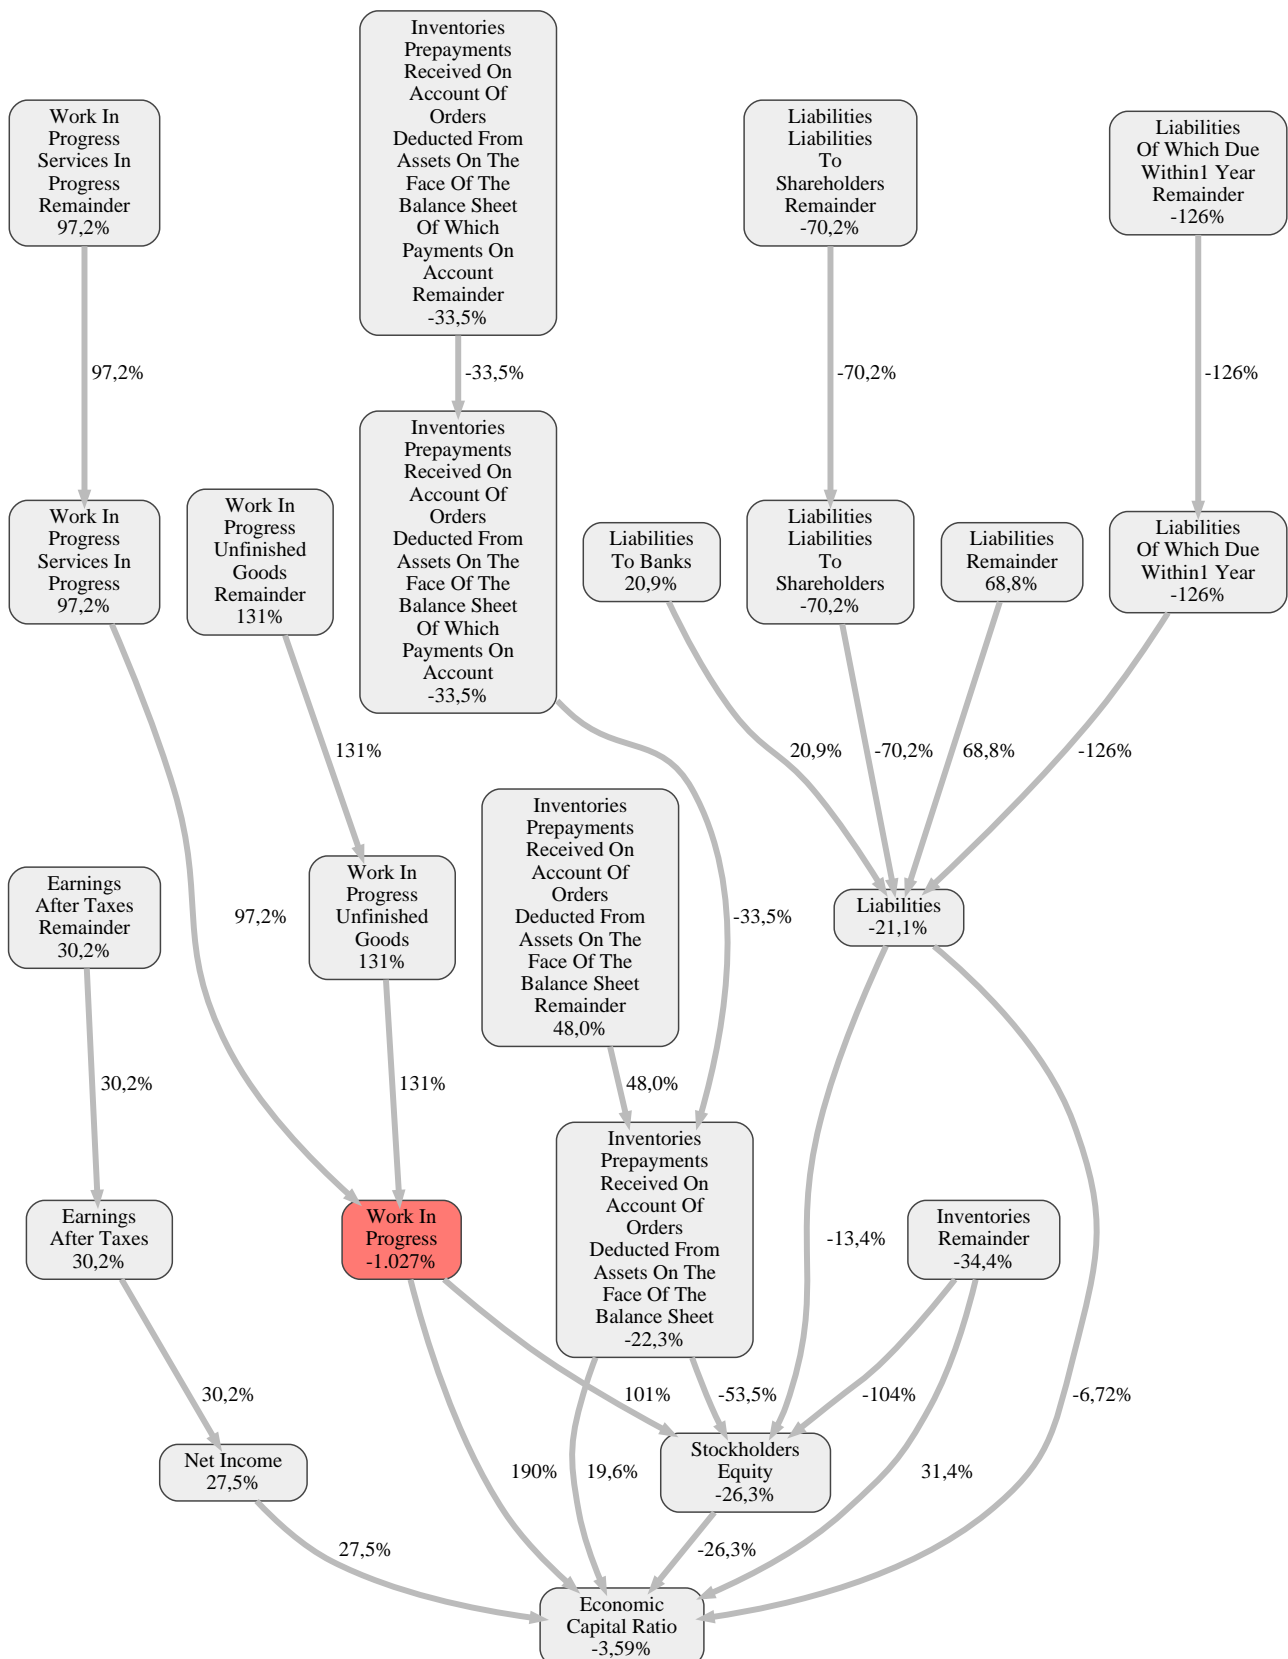 Inventories
Prepayments
Received On
Account Of
Orders
Deducted From
Assets On The
Face Of The
Balance Sheet
Of Which
Payments On
Account
Remainder
-33,5%
Work In
Progress
Services In
Progress
Remainder
97,2%
Liabilities
Liabilities
To
Shareholders
Remainder
-70,2%
Liabilities
Of Which Due
Within1 Year
Remainder
-126%
97,2%
-33,5%
-70,2%
-126%
Work In
Progress
Services In
Progress
97,2%
Work In
Progress
Unfinished
Goods
Remainder
131%
Inventories
Prepayments
Received On
Account Of
Orders
Deducted From
Assets On The
Face Of The
Balance Sheet
Of Which
Payments On
Account
-33,5%
Liabilities
To Banks
20,9%
Liabilities
Liabilities
To
Shareholders
-70,2%
Liabilities
Remainder
68,8%
Liabilities
Of Which Due
Within1 Year
-126%
131%
20,9%
-70,2%
68,8%
-126%
Earnings
After Taxes
Remainder
30,2%
97,2%
Work In
Progress
Unfinished
Goods
131%
Inventories
Prepayments
Received On
Account Of
Orders
Deducted From
Assets On The
Face Of The
Balance Sheet
Remainder
48,0%
-33,5%
Liabilities
-21,1%
30,2%
131%
48,0%
Earnings
After Taxes
30,2%
Work In
Progress
-1.027%
Inventories
Prepayments
Received On
Account Of
Orders
Deducted From
Assets On The
Face Of The
Balance Sheet
-22,3%
-13,4%
Inventories
Remainder
-34,4%
30,2%
101%
-53,5%
-104%
-6,72%
Net Income
27,5%
190%
19,6%
Stockholders
Equity
-26,3%
31,4%
27,5%
-26,3%
Economic
Capital Ratio
-3,59%